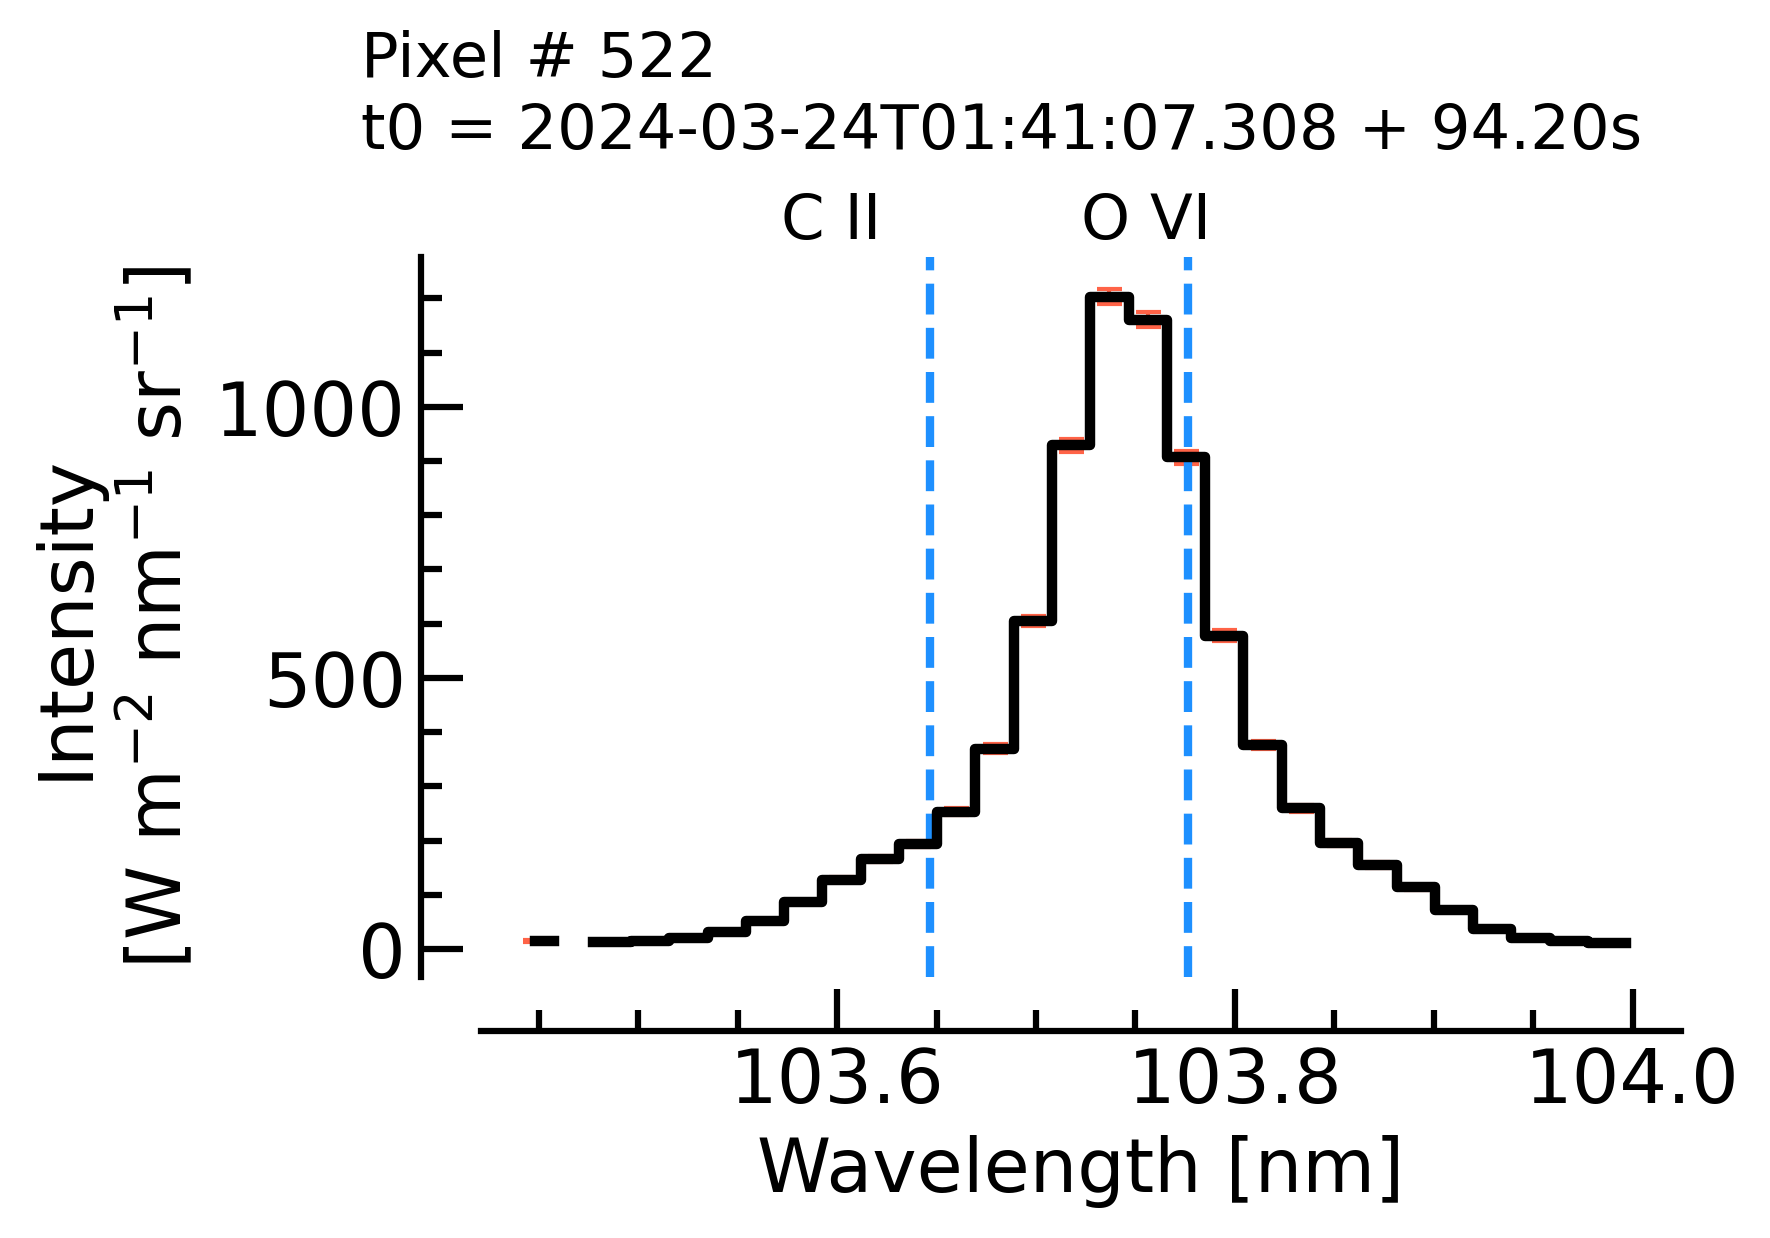 Pixel # 522
t0 = 2024-03-24T01:41:07.308 + 94.20s
C II
O VI
Intensity
[W m⁻² nm⁻¹ sr⁻¹]
1000
500
0
103.6
103.8
104.0
Wavelength [nm]